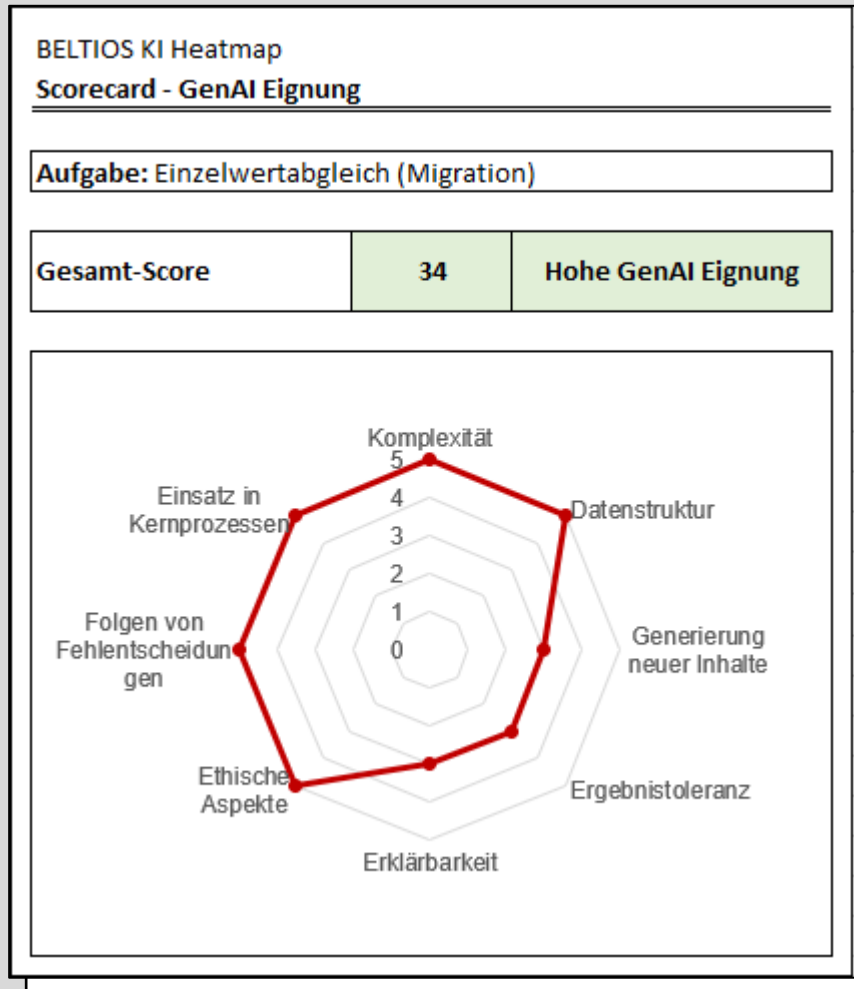 BELTIOS KI Heatmap
Scorecard - GenAI Eignung
Aufgabe: Einzelwertabgleich (Migration)
Gesamt-Score 34 Hohe GenAI Eignung
Komplexität
5
4
3
2
1
0
Datenstruktur
Generierung
neuer Inhalte
Ergebnistoleranz
Erklärbarkeit
Ethische
Aspekte
Folgen von
Fehlentscheidun
gen
Einsatz in
Kernprozessen